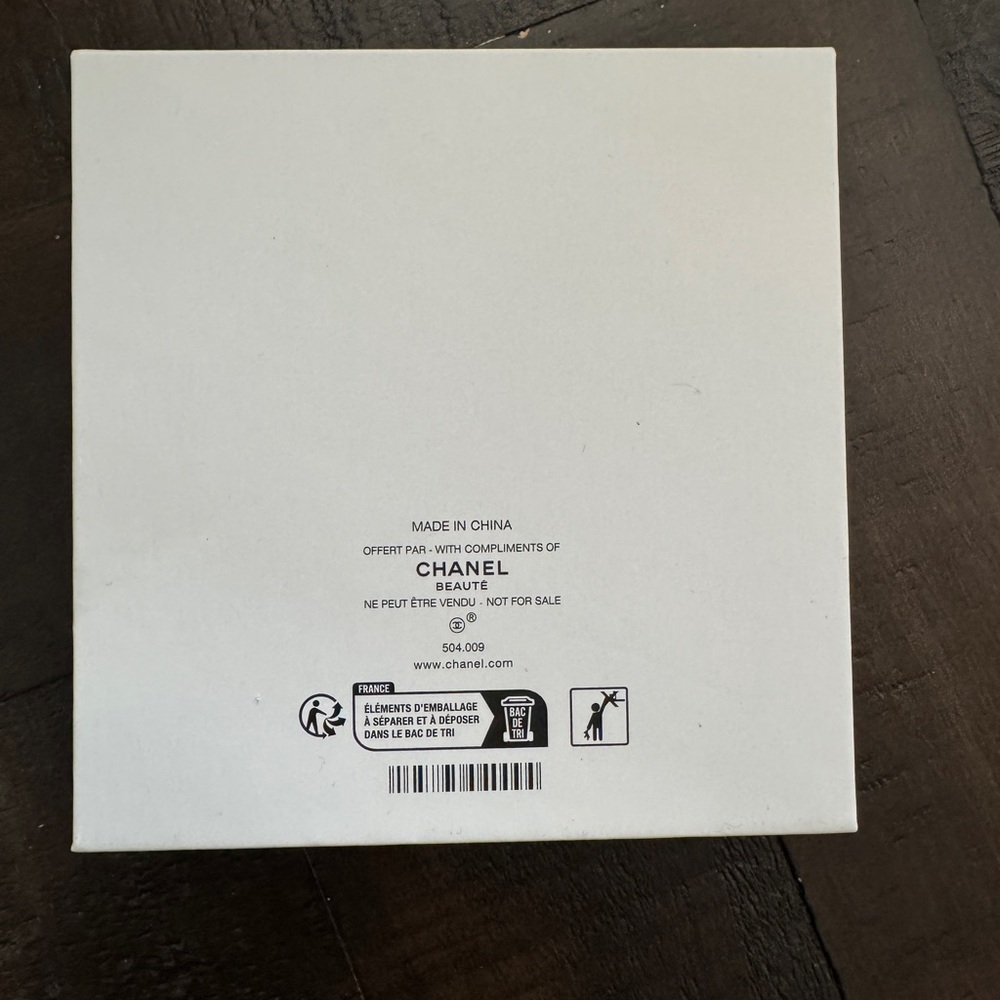 MADE IN CHINA
OFFERT PAR - WITH COMPLIMENTS OF
CHANEL
BEAUTÉ
NE PEUT ÊTRE VENDU - NOT FOR SALE
®
504.009
www.chanel.com
FRANCE
ÉLÉMENTS D'EMBALLAGE
À SÉPARER ET À DÉPOSER
DANS LE BAC DE TRI
BAC
DE
TRI